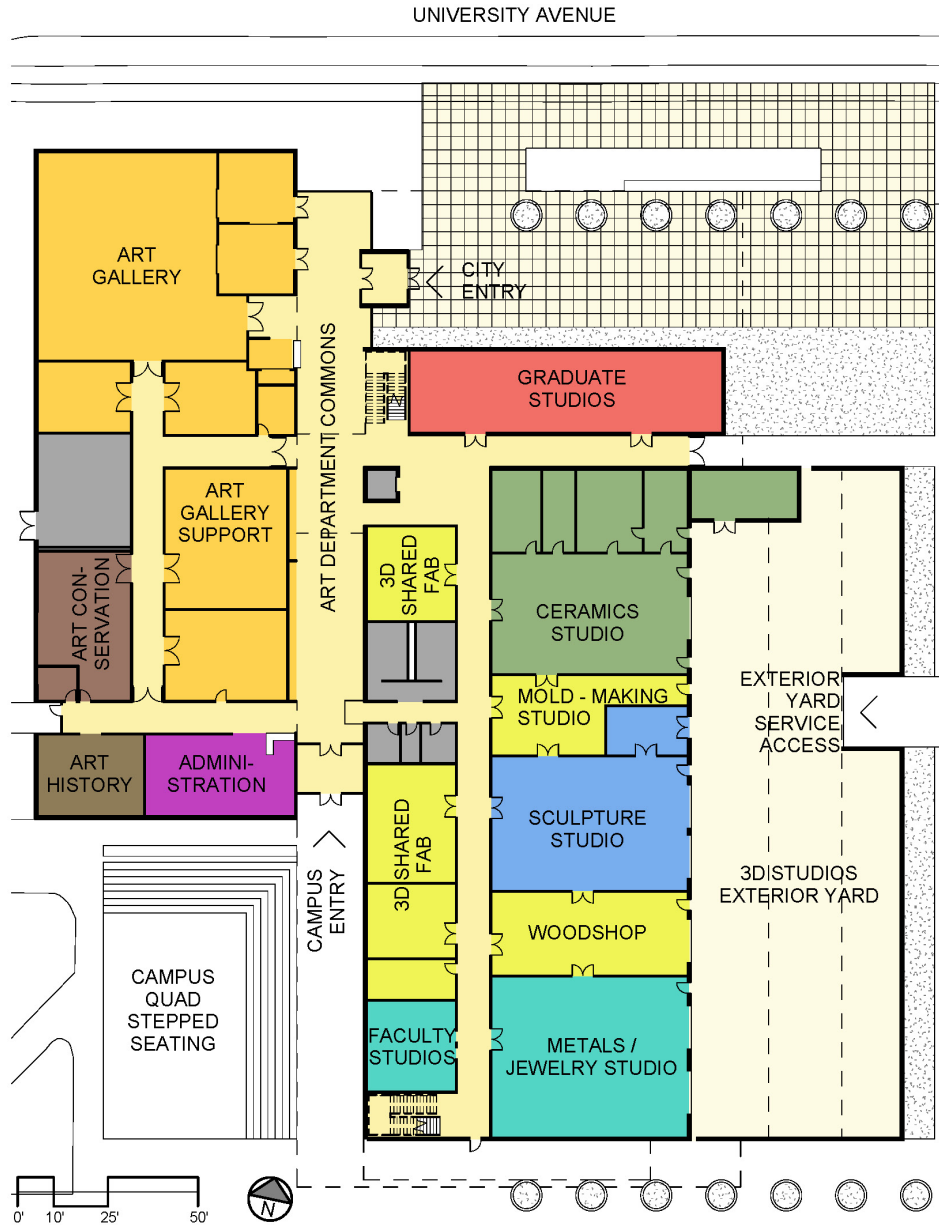 UNIVERSITY AVENUE
ART
GALLERY
CITY
ENTRY
ART DEPARTMENT COMMONS
GRADUATE
STUDIOS
ART
GALLERY
SUPPORT
3D
SHARED
FAB
ART CON-
SERVATION
CERAMICS
STUDIO
MOLD - MAKING
STUDIO
EXTERIOR
YARD
SERVICE
ACCESS
ART
HISTORY
ADMINI-
STRATION
SCULPTURE
STUDIO
3D SHARED
FAB
3DISTUDIOS
EXTERIOR YARD
CAMPUS
ENTRY
WOODSHOP
CAMPUS
QUAD
STEPPED
SEATING
FACULTY
STUDIOS
METALS /
JEWELRY STUDIO
0' 10' 25' 50'
N